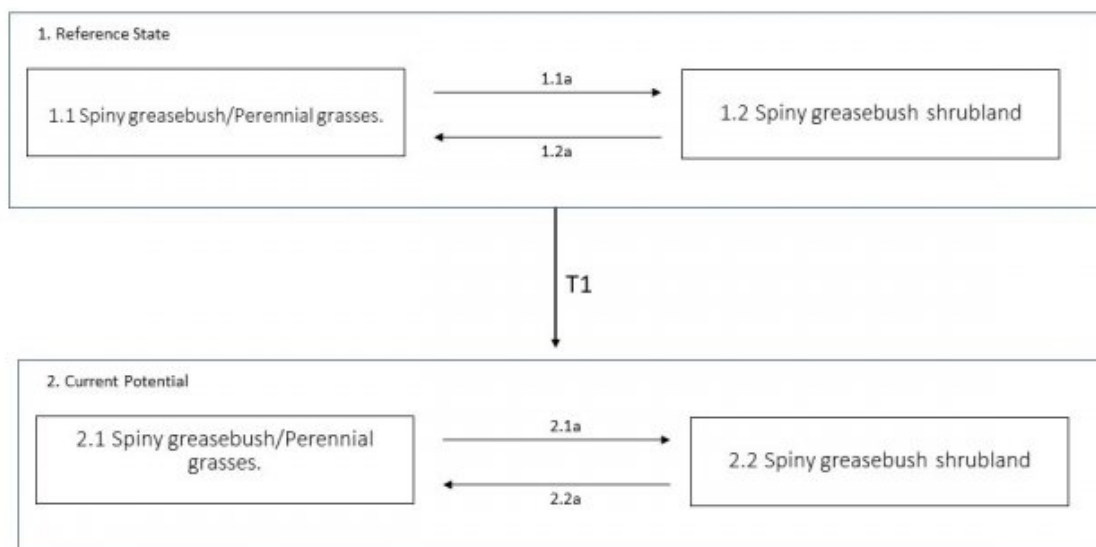 1. Reference State
1.1a
1.1 Spiny greasebush/Perennial grasses.
1.2 Spiny greasebush shrubland
1.2a
T1
2. Current Potential
2.1a
2.1 Spiny greasebush/Perennial
grasses.
2.2 Spiny greasebush shrubland
2.2a